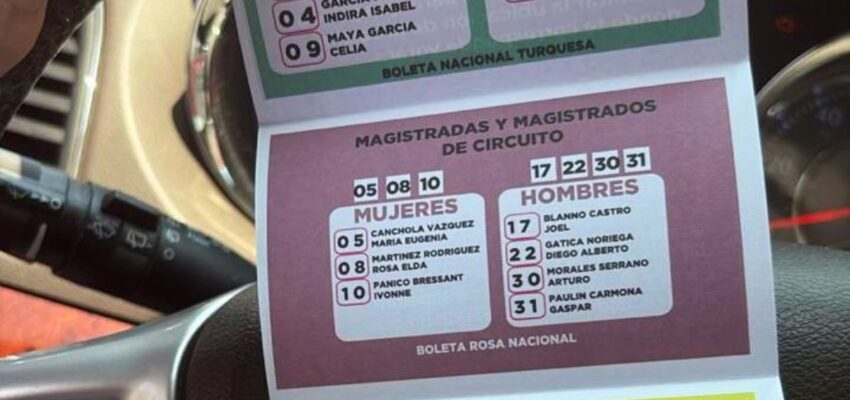 04
INDIRA ISABEL
09 MAYA GARCIA
CELIA
BOLETA NACIONAL TURQUESA
MAGISTRADAS Y MAGISTRADOS
DE CIRCUITO
05 08 10
MUJERES
05 CANCHOLA VAZQUEZ
MARIA EUGENIA
08 MARTINEZ RODRIGUEZ
ROSA ELDA
10 PANICO BRESSANT
IVONNE
17 22 30 31
HOMBRES
17 BLANNO CASTRO
JOEL
22 GATICA NORIEGA
DIEGO ALBERTO
30 MORALES SERRANO
ARTURO
31 PAULIN CARMONA
GASPAR
BOLETA ROSA NACIONAL